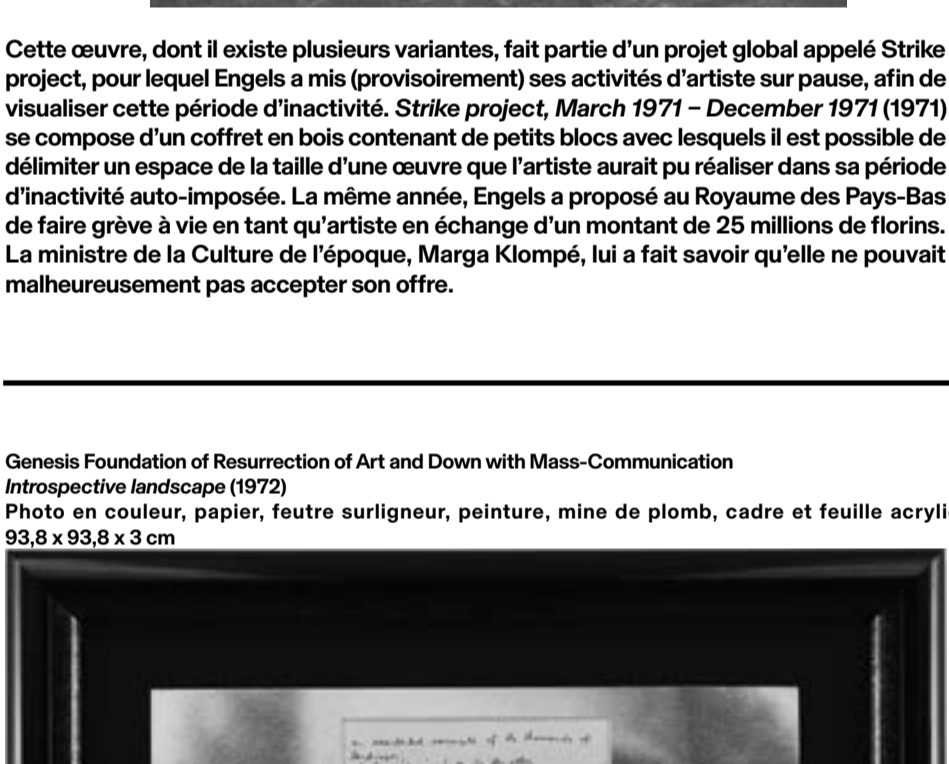 Cette œuvre, dont il existe plusieurs variantes, fait partie d’un projet global appelé Strike
project, pour lequel Engels a mis (provisoirement) ses activités d’artiste sur pause, afin de
visualiser cette période d’inactivité. Strike project, March 1971 – December 1971 (1971)
se compose d’un coffret en bois contenant de petits blocs avec lesquels il est possible de
délimiter un espace de la taille d’une œuvre que l’artiste aurait pu réaliser dans sa période
d’inactivité auto-imposée. La même année, Engels a proposé au Royaume des Pays-Bas
de faire grève à vie en tant qu’artiste en échange d’un montant de 25 millions de florins.
La ministre de la Culture de l’époque, Marga Klompé, lui a fait savoir qu’elle ne pouvait
malheureusement pas accepter son offre.
Genesis Foundation of Resurrection of Art and Down with Mass-Communication
Introspective landscape (1972)
Photo en couleur, papier, feutre surligneur, peinture, mine de plomb, cadre et feuille acryli
93,8 x 93,8 x 3 cm
of the thousands of